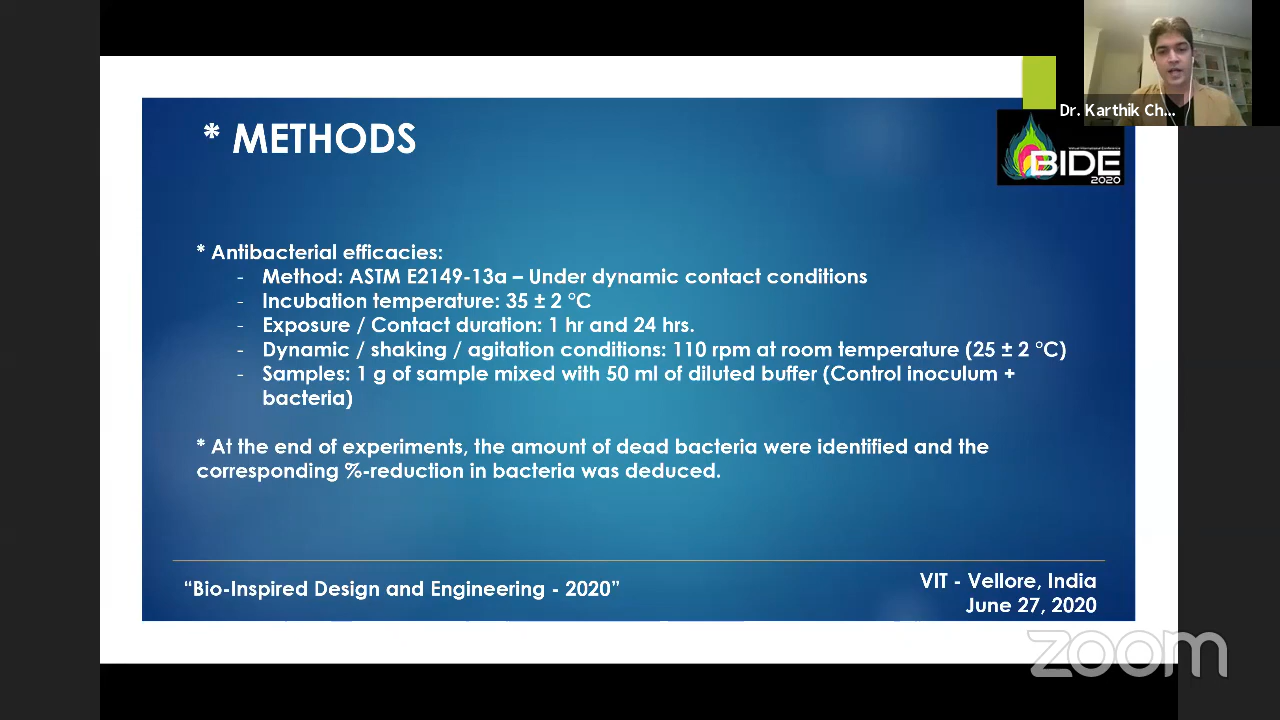 Dr. Karthik Ch...
* METHODS
BIDE
2020
* Antibacterial efficacies:
- Method: ASTM E2149-13a – Under dynamic contact conditions
- Incubation temperature: 35 ± 2 °C
- Exposure / Contact duration: 1 hr and 24 hrs.
- Dynamic / shaking / agitation conditions: 110 rpm at room temperature (25 ± 2 °C)
- Samples: 1 g of sample mixed with 50 ml of diluted buffer (Control inoculum +
bacteria)
* At the end of experiments, the amount of dead bacteria were identified and the
corresponding %-reduction in bacteria was deduced.
“Bio-Inspired Design and Engineering - 2020”
VIT - Vellore, India
June 27, 2020
zoom